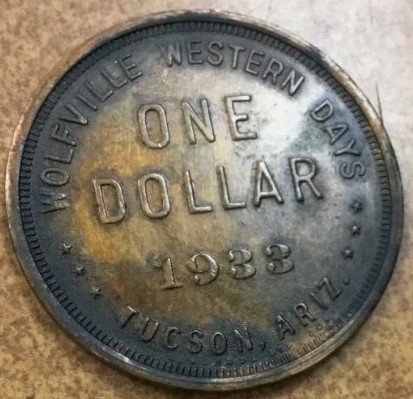 WOLFVILLE WESTERN DAYS
ONE
DOLLAR
1933
TUCSON, ARIZ.